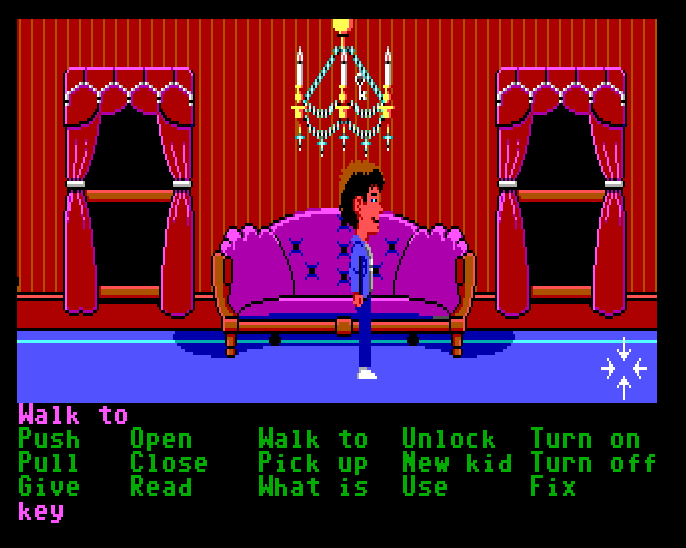 Walk to
Push Open Walk to Unlock Turn on
Pull Close Pick up New kid Turn off
Give Read What is Use Fix
key